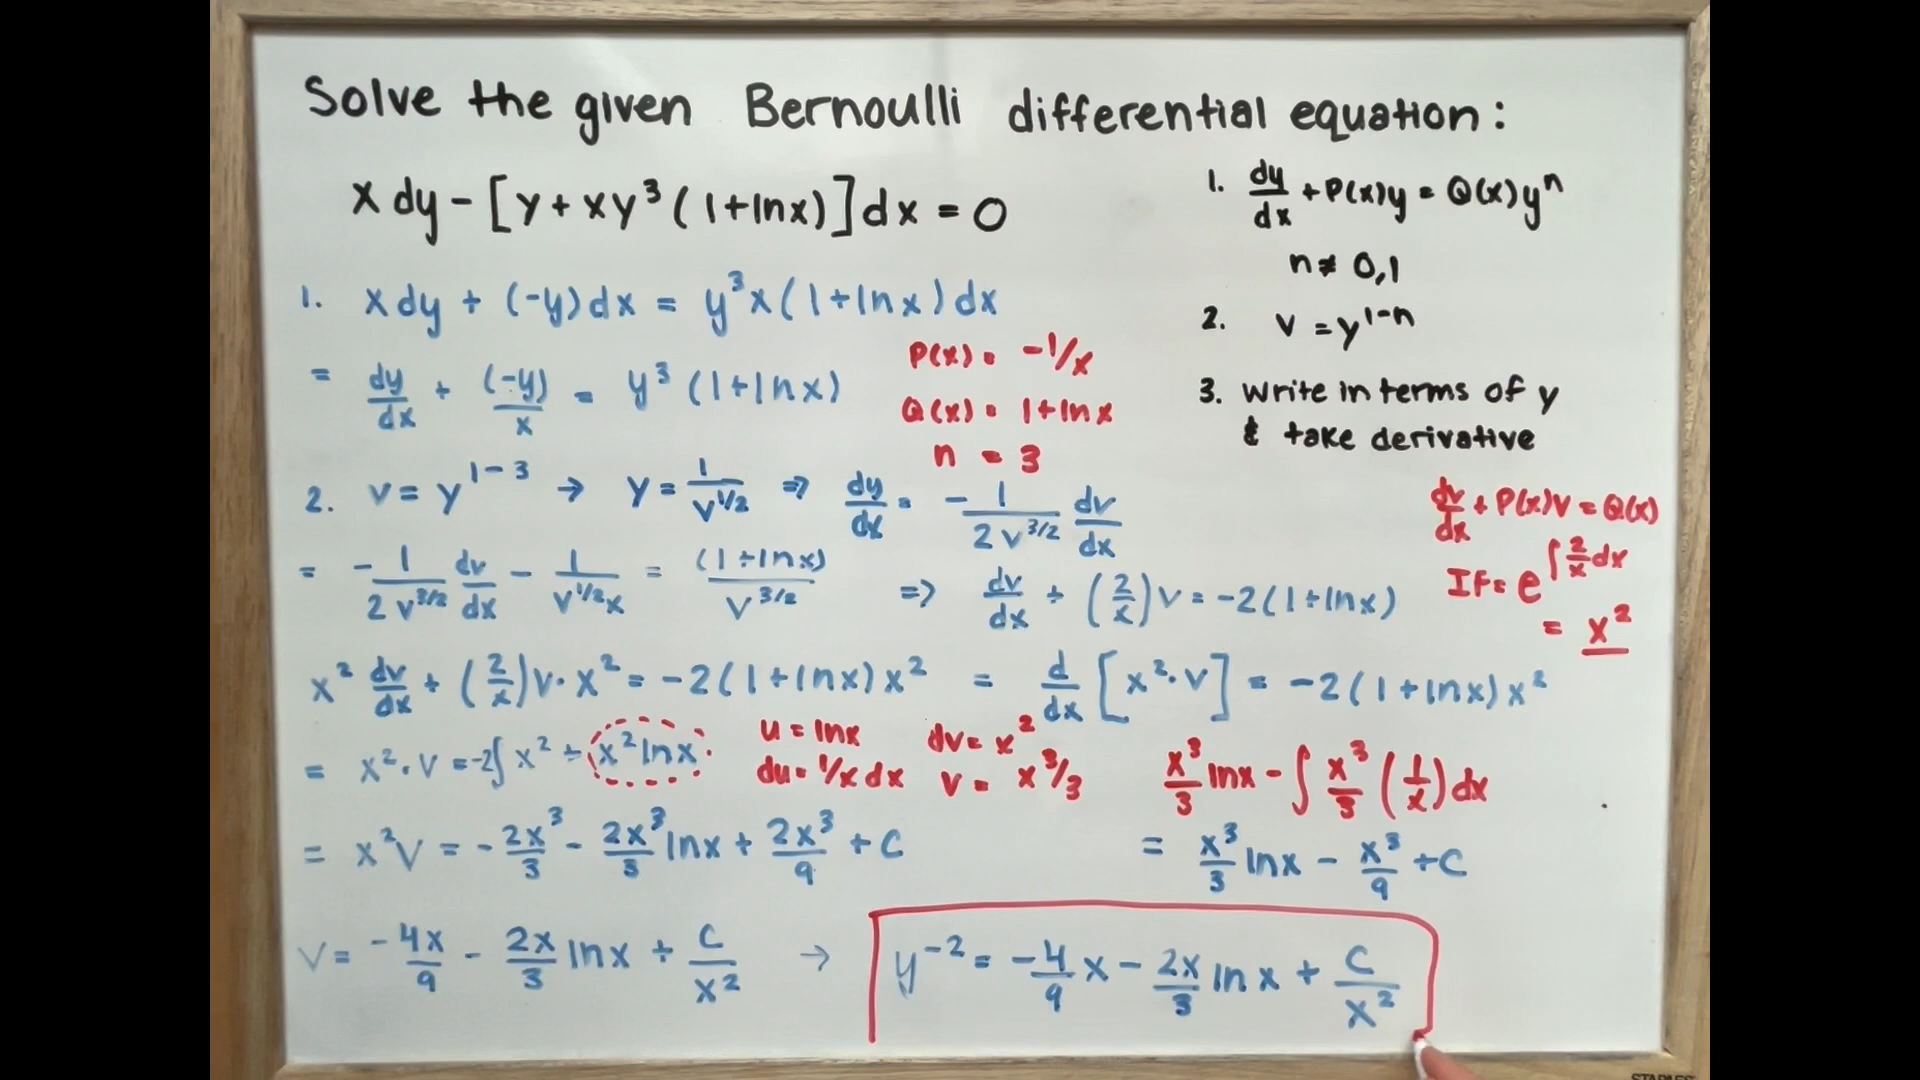 Solve the given Bernoulli differential equation:
x dy - [y + xy³ (1+lnx)] dx = 0
1. dy/dx + P(x)y = Q(x)yⁿ
n ≠ 0,1
2. v = y^(1-n)
3. write in terms of y
& take derivative
1. x dy + (-y)dx = y³x(1+lnx)dx
= dy/dx + (-y)/x = y³ (1+lnx)
P(x) = -1/x
Q(x) = 1+lnx
n = 3
2. v = y^(1-3) → y = 1/v^(1/2) ⇒ dy/dx = -1/(2v^(3/2)) dv/dx
dv/dx + P(x)v = Q(x)
IF = e^(∫2/x dx)
= x²
= -1/(2v^(3/2)) dv/dx - 1/(v^(1/2)x) = (1+lnx)/v^(3/2) ⇒ dv/dx + (2/x)v = -2(1+lnx)
x² dv/dx + (2/x)v·x² = -2(1+lnx)x² = d/dx [x²·v] = -2(1+lnx)x²
= x²·v = -2∫x² + x²lnx
u = lnx dv = x²
du = 1/x dx v = x³/3
x³/3 lnx - ∫ x³/3 (1/x) dx
= x³/3 lnx - x³/9 + C
= x²v = -2x³/3 - 2x³/3 lnx + 2x³/9 + C
v = -4x/9 - 2x/3 lnx + C/x² → y⁻² = -4/9 x - 2x/3 ln x + C/x²
STAPLES